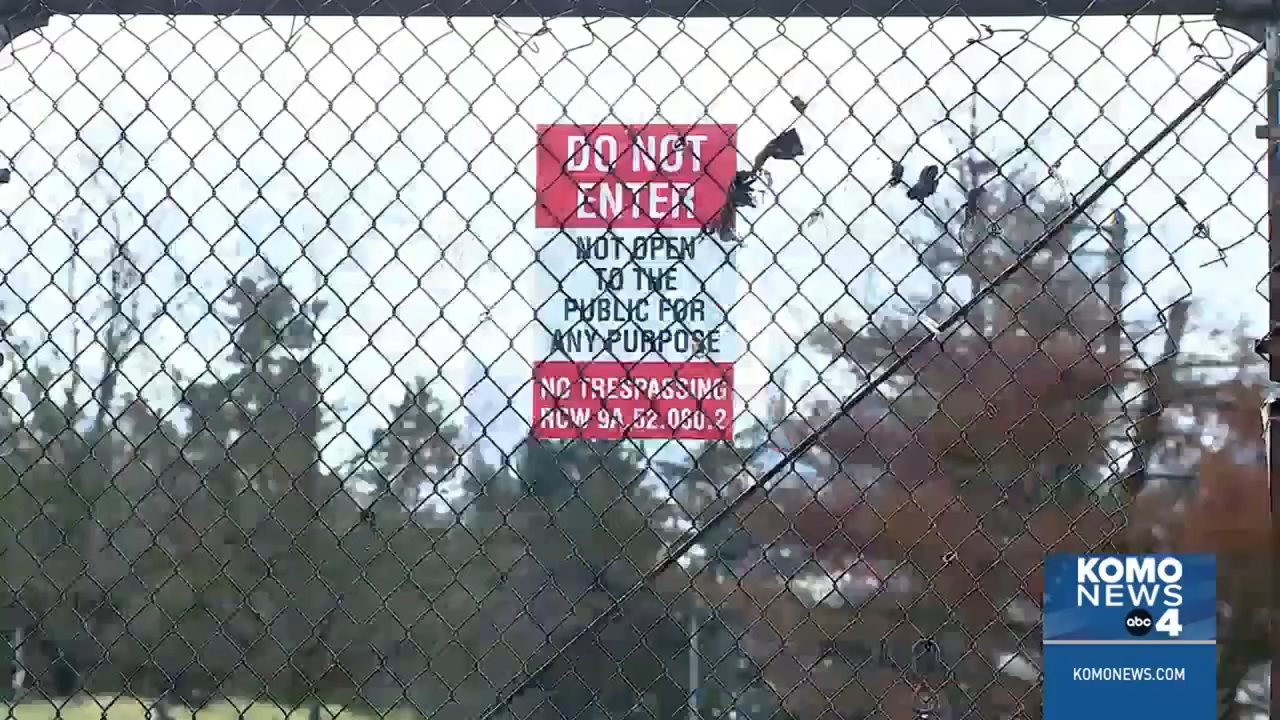 DO NOT
ENTER
NOT OPEN
TO THE
PUBLIC FOR
ANY PURPOSE
NO TRESPASSING
RCW 9A.52.080.2
KOMO
NEWS
abc 4
KOMONEWS.COM